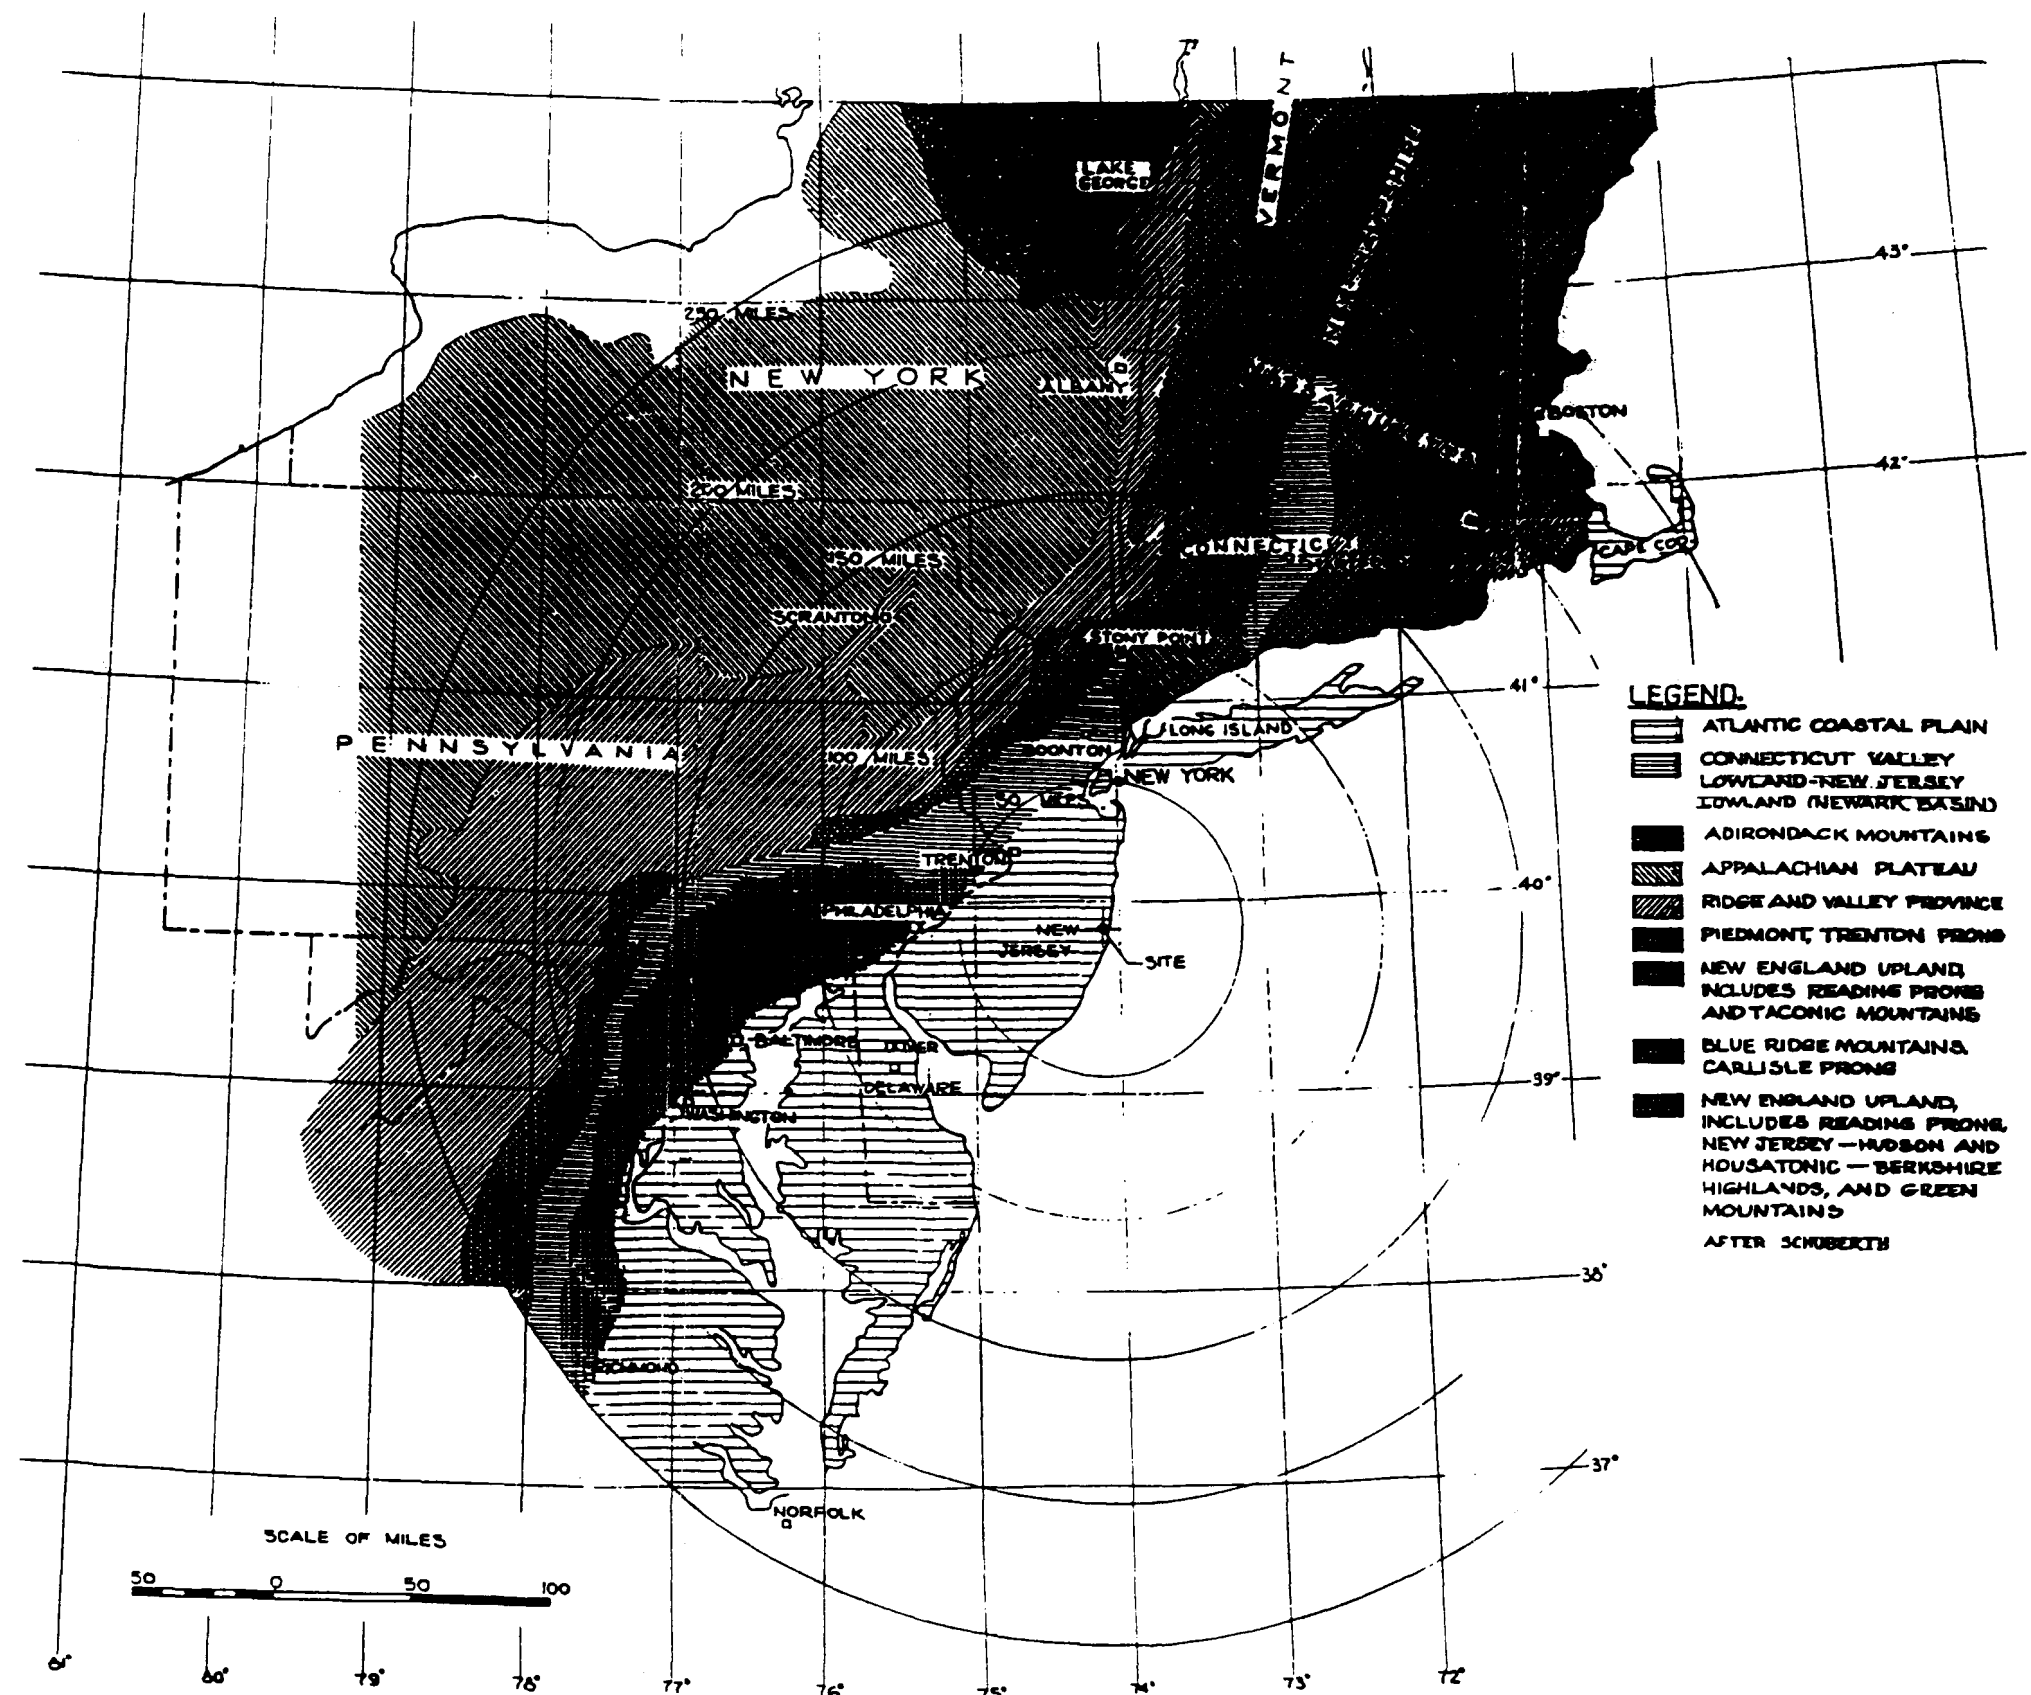 VERMONT
LAKE
GEORGE
43°
250 MILES
NEW YORK
ALBANY
BOSTON
42°
200 MILES
150 MILES
CAPE COD
SCRANTON
STONY POINT
41°
LONG ISLAND
PENNSYLVANIA
BOONTON
100 MILES
NEW YORK
50 MILES
TRENTON
40°
PHILADELPHIA
NEW
JERSEY
SITE
BALTIMORE
DELAWARE
39°
WASHINGTON
38°
RICHMOND
37°
NORFOLK
LEGEND:
ATLANTIC COASTAL PLAIN
CONNECTICUT VALLEY
LOWLAND-NEW JERSEY
LOWLAND (NEWARK BASIN)
ADIRONDACK MOUNTAINS
APPALACHIAN PLATEAU
RIDGE AND VALLEY PROVINCE
PIEDMONT, TRENTON PRONG
NEW ENGLAND UPLAND,
INCLUDES READING PRONG
AND TACONIC MOUNTAINS
BLUE RIDGE MOUNTAINS.
CARLISLE PRONG
NEW ENGLAND UPLAND,
INCLUDES READING PRONG,
NEW JERSEY-HUDSON AND
HOUSATONIC-BERKSHIRE
HIGHLANDS, AND GREEN
MOUNTAINS
AFTER SCHUBERTH
SCALE OF MILES
50 0 50 100
81° 80° 79° 78° 77° 76° 75° 74° 73° 72°